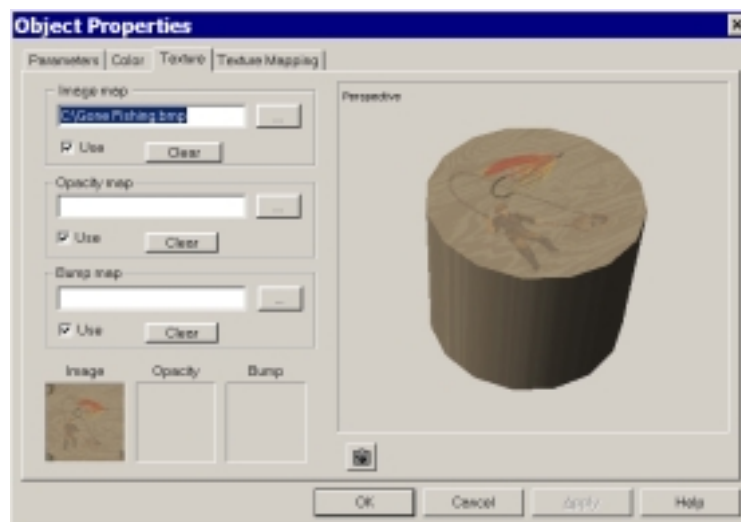 Object Properties
Parameters Color Texture Texture Mapping
Image map
C:\Gone Fishing.bmp ...
Use Clear
Opacity map
...
Use Clear
Bump map
...
Use Clear
Image Opacity Bump
Perspective
OK Cancel Apply Help